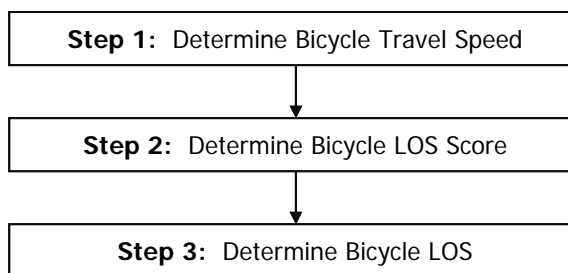 Step 1: Determine Bicycle Travel Speed
Step 2: Determine Bicycle LOS Score
Step 3: Determine Bicycle LOS